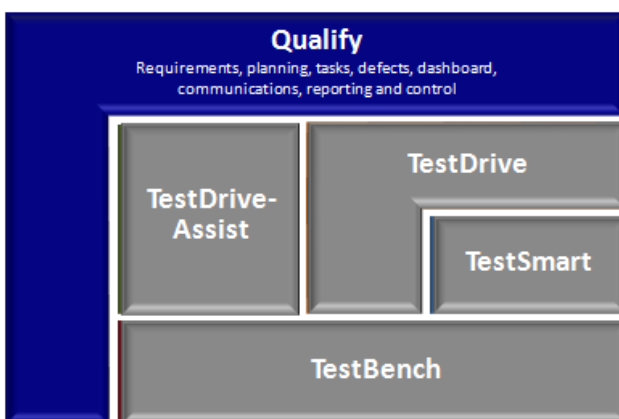 Qualify
Requirements, planning, tasks, defects, dashboard,
communications, reporting and control
TestDrive-
Assist
TestDrive
TestSmart
TestBench